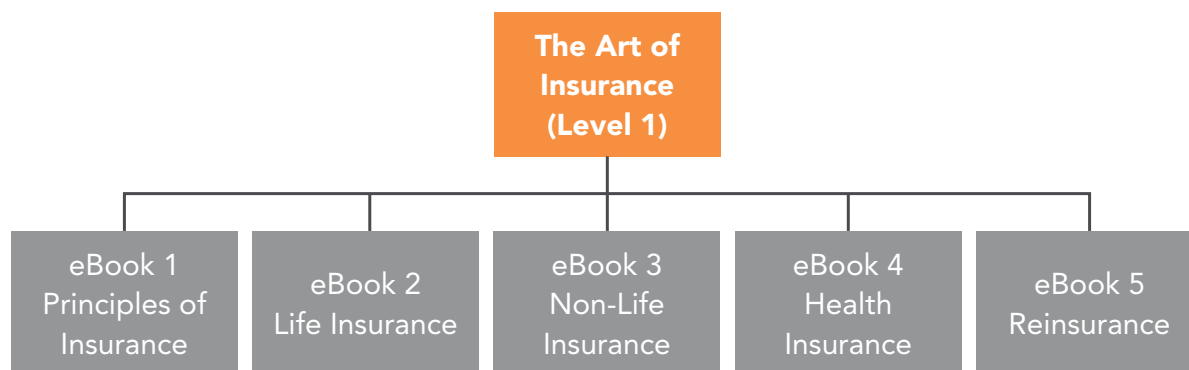 The Art of
Insurance
(Level 1)
eBook 1
Principles of
Insurance
eBook 2
Life Insurance
eBook 3
Non-Life
Insurance
eBook 4
Health
Insurance
eBook 5
Reinsurance